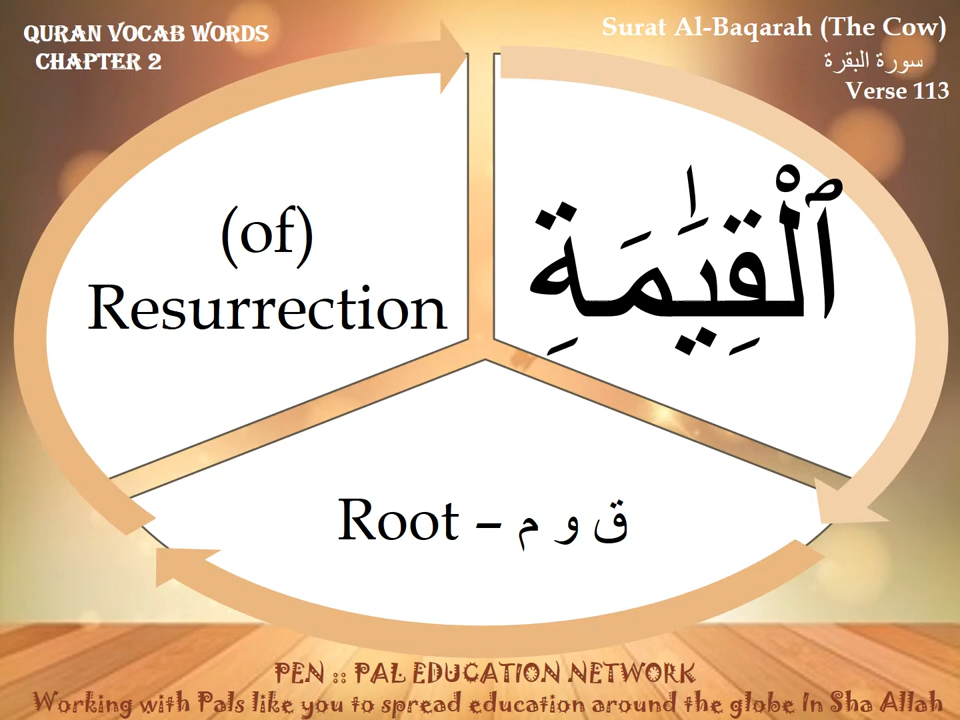 QURAN VOCAB WORDS
CHAPTER 2
Surat Al-Baqarah (The Cow)
سورة البقرة
Verse 113
(of)
Resurrection
ٱلْقِيَٰمَةِ
Root – ق و م
PEN :: PAL EDUCATION NETWORK
Working with Pals like you to spread education around the globe In Sha Allah